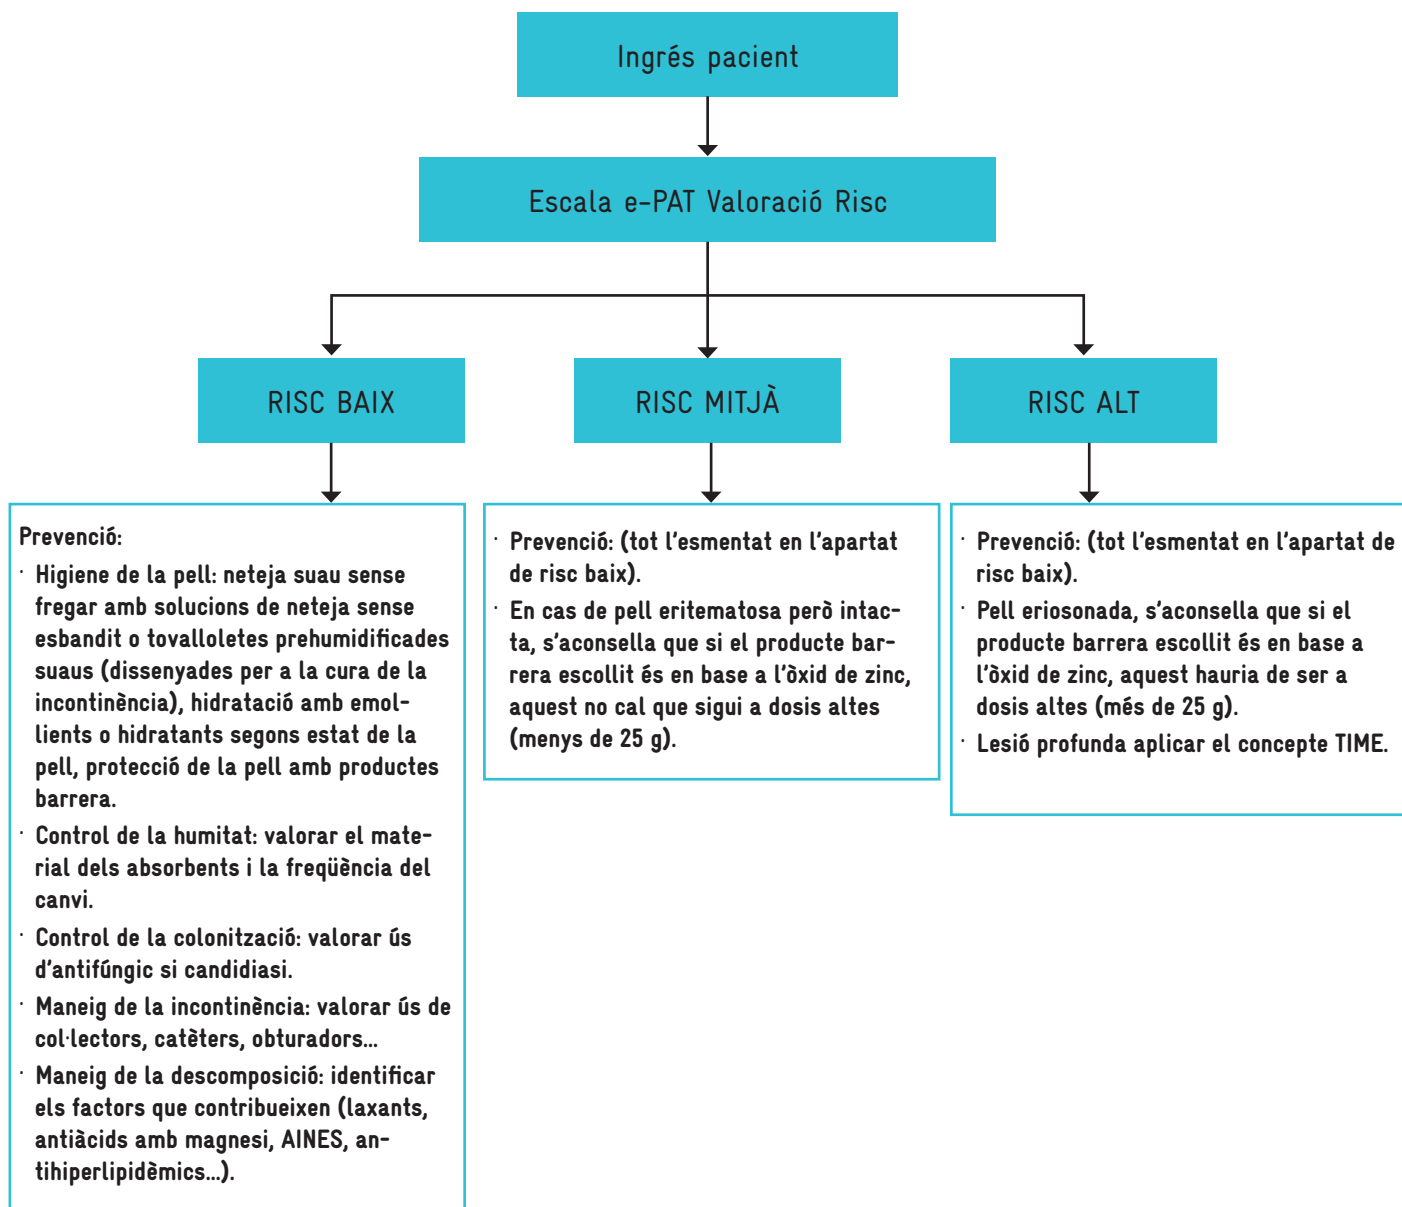 Ingrés pacient
Escala e-PAT Valoració Risc
RISC BAIX
RISC MITJÀ
RISC ALT
Prevenció:
· Higiene de la pell: neteja suau sense
fregar amb solucions de neteja sense
esbandit o tovalloletes prehumidificades
suaus (dissenyades per a la cura de la
incontinència), hidratació amb emol-
lients o hidratants segons estat de la
pell, protecció de la pell amb productes
barrera.
· Control de la humitat: valorar el mate-
rial dels absorbents i la freqüència del
canvi.
· Control de la colonització: valorar ús
d'antifúngic si candidiasi.
· Maneig de la incontinència: valorar ús de
col·lectors, catèters, obturadors...
· Maneig de la descomposició: identificar
els factors que contribueixen (laxants,
antiàcids amb magnesi, AINES, an-
tihiperlipidèmics...).
· Prevenció: (tot l'esmentat en l'apartat
de risc baix).
· En cas de pell eritematosa però intac-
ta, s'aconsella que si el producte bar-
rera escollit és en base a l'òxid de zinc,
aquest no cal que sigui a dosis altes
(menys de 25 g).
· Prevenció: (tot l'esmentat en l'apartat de
risc baix).
· Pell eriosonada, s'aconsella que si el
producte barrera escollit és en base a
l'òxid de zinc, aquest hauria de ser a
dosis altes (més de 25 g).
· Lesió profunda aplicar el concepte TIME.